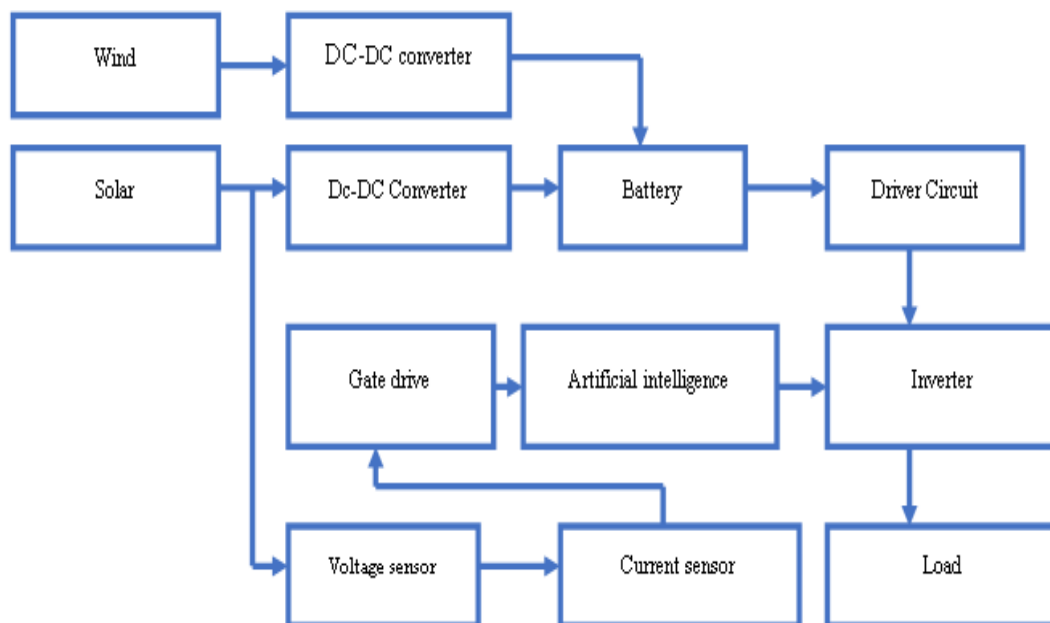 Wind
DC-DC converter
Solar
Dc-DC Converter
Battery
Driver Circuit
Gate drive
Artificial intelligence
Inverter
Voltage sensor
Current sensor
Load